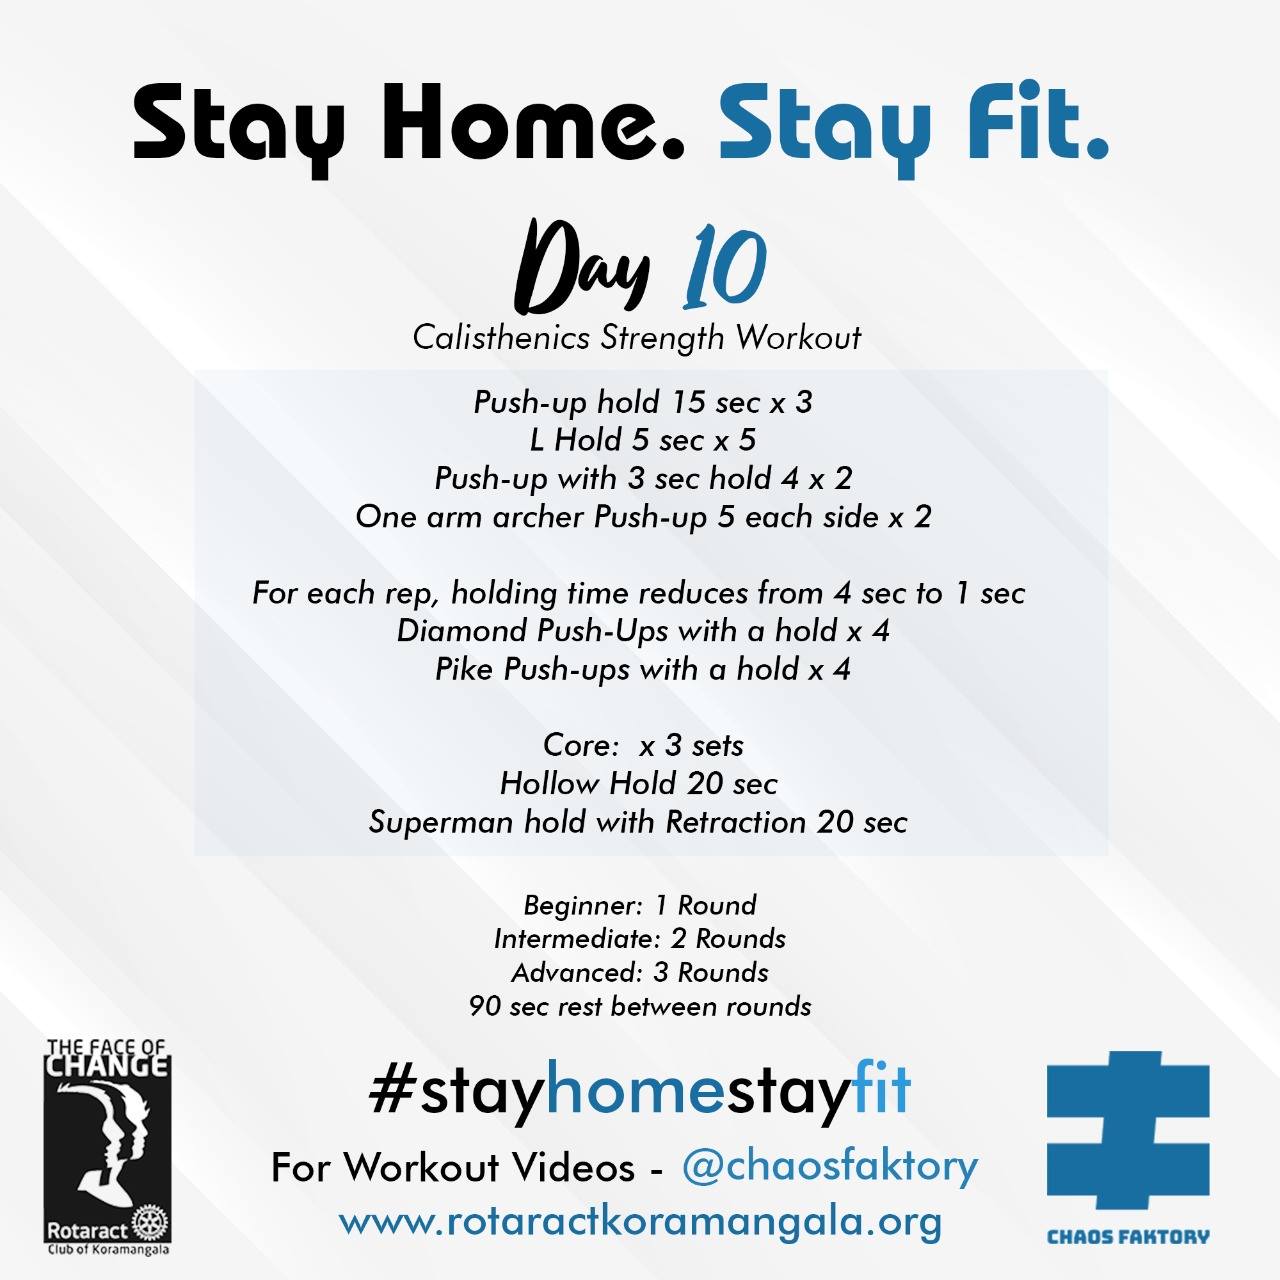 Stay Home. Stay Fit.
Day 10
Calisthenics Strength Workout
Push-up hold 15 sec x 3
L Hold 5 sec x 5
Push-up with 3 sec hold 4 x 2
One arm archer Push-up 5 each side x 2
For each rep, holding time reduces from 4 sec to 1 sec
Diamond Push-Ups with a hold x 4
Pike Push-ups with a hold x 4
Core:  x 3 sets
Hollow Hold 20 sec
Superman hold with Retraction 20 sec
Beginner: 1 Round
Intermediate: 2 Rounds
Advanced: 3 Rounds
90 sec rest between rounds
THE FACE OF
CHANGE
Rotaract
Club of Koramangala
#stayhomestayfit
For Workout Videos - @chaosfaktory
www.rotaractkoramangala.org
CHAOS FAKTORY